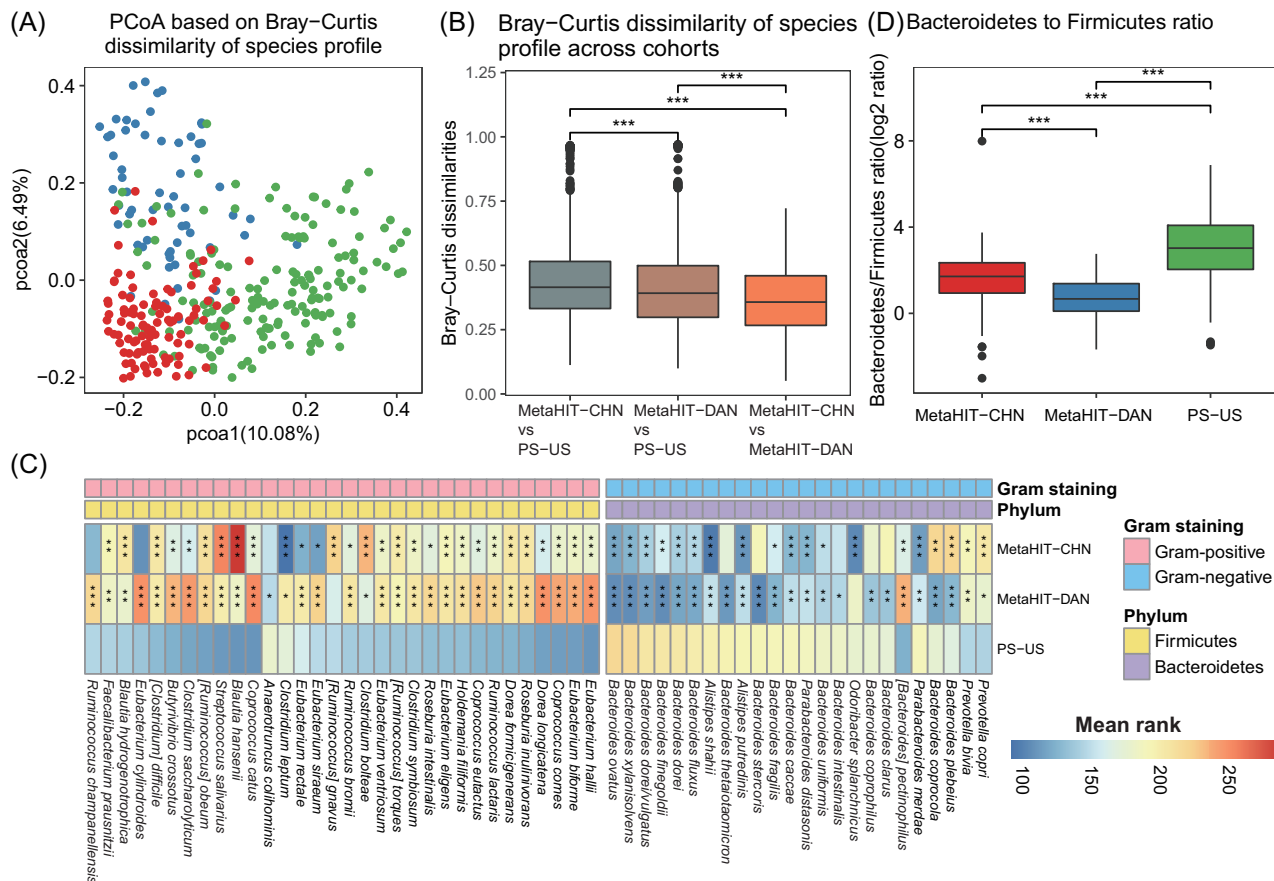 (A)
PCoA based on Bray−Curtis
dissimilarity of species profile
0.4
0.2
0.0
−0.2
pcoa2(6.49%)
−0.2
0.0
0.2
0.4
pcoa1(10.08%)
(B)
Bray−Curtis dissimilarity of species
profile across cohorts
1.25
1.00
0.75
0.50
0.25
0.00
Bray−Curtis dissimilarities
***
***
***
MetaHIT−CHN
vs
PS−US
MetaHIT−DAN
vs
PS−US
MetaHIT−CHN
vs
MetaHIT−DAN
(D)
Bacteroidetes to Firmicutes ratio
8
4
0
Bacteroidetes/Firmicutes ratio(log2 ratio)
***
***
***
MetaHIT−CHN
MetaHIT−DAN
PS−US
(C)
Gram staining
Phylum
MetaHIT−CHN
MetaHIT−DAN
PS−US
Ruminococcus champanellensis
Faecalibacterium prausnitzii
Blautia hydrogenotrophica
Eubacterium cylindroides
[Clostridium] difficile
Butyrivibrio crossotus
Clostridium saccharolyticum
[Ruminococcus] obeum
Streptococcus salivarius
Blautia hansenii
Coprococcus catus
Anaerotruncus colihominis
Clostridium leptum
Eubacterium rectale
Eubacterium siraeum
[Ruminococcus] gnavus
Ruminococcus bromii
Clostridium bolteae
Eubacterium ventriosum
[Ruminococcus] torques
Clostridium symbiosum
Roseburia intestinalis
Eubacterium eligens
Holdemania filiformis
Coprococcus eutactus
Ruminococcus lactaris
Dorea formicigenerans
Roseburia inulinivorans
Dorea longicatena
Coprococcus comes
Eubacterium biforme
Eubacterium hallii
Bacteroides ovatus
Bacteroides xylanisolvens
Bacteroides dorei/vulgatus
Bacteroides finegoldii
Bacteroides dorei
Bacteroides fluxus
Alistipes shahii
Bacteroides thetaiotaomicron
Alistipes putredinis
Bacteroides stercoris
Bacteroides fragilis
Bacteroides caccae
Parabacteroides distasonis
Bacteroides uniformis
Bacteroides intestinalis
Odoribacter splanchnicus
Bacteroides coprophilus
Bacteroides clarus
[Bacteroides] pectinophilus
Parabacteroides merdae
Bacteroides coprocola
Bacteroides plebeius
Prevotella bivia
Prevotella copri
Gram staining
Gram−positive
Gram−negative
Phylum
Firmicutes
Bacteroidetes
Mean rank
100
150
200
250